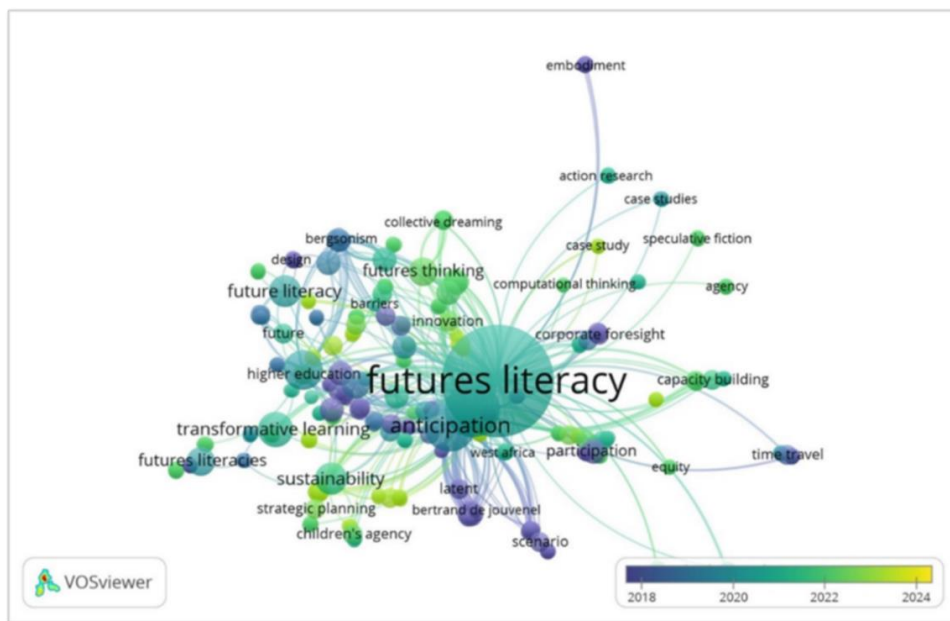 embodiment
action research
case studies
collective dreaming
speculative fiction
bergsonism
case study
design
futures thinking
computational thinking
agency
future literacy
barriers
innovation
future
corporate foresight
higher education
futures literacy
capacity building
anticipation
transformative learning
west africa
participation
time travel
futures literacies
equity
sustainability
latent
strategic planning
bertrand de jouvenel
children's agency
scenario
VOSviewer
2018 2020 2022 2024